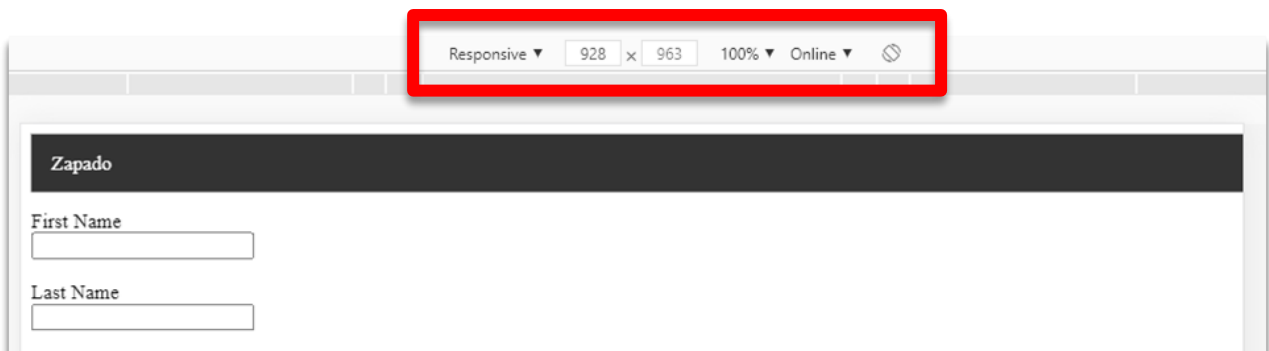 Responsive ▼ 928 × 963 100% ▼ Online ▼
Zapado
First Name
Last Name